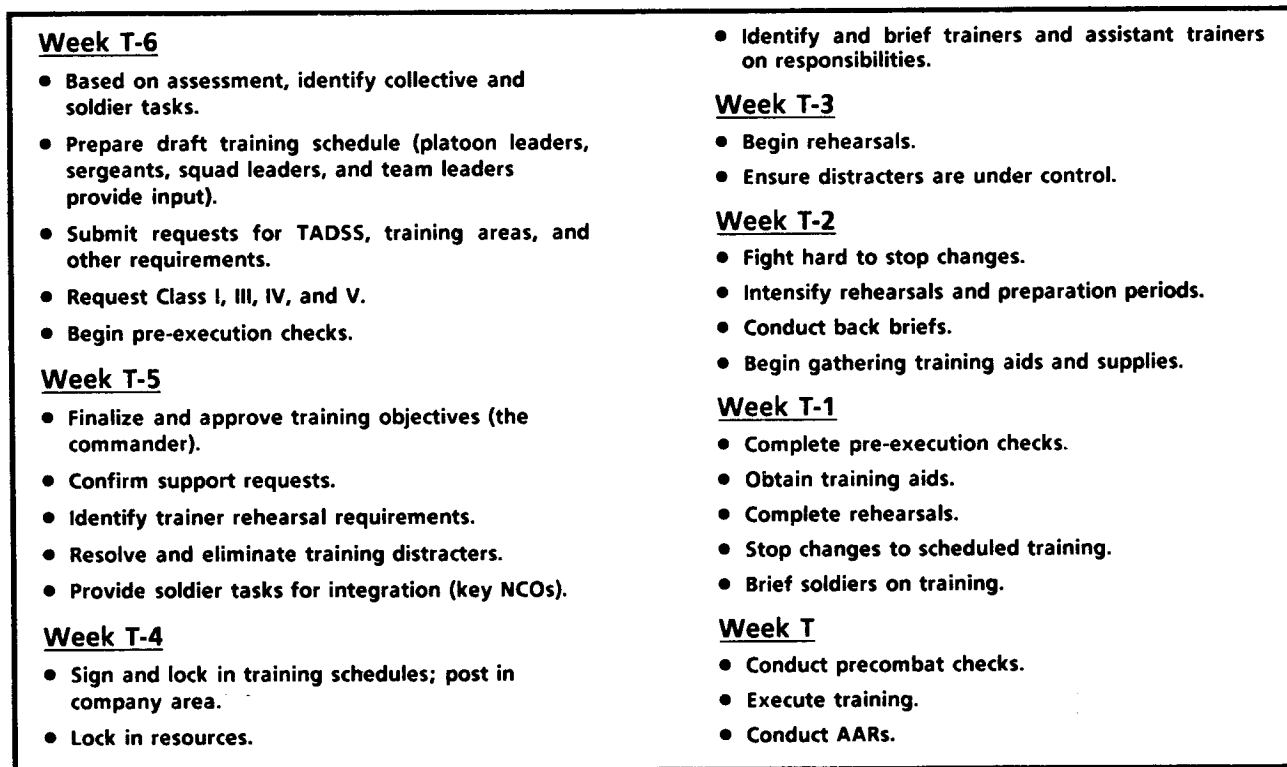 Week T-6
● Based on assessment, identify collective and
soldier tasks.
● Prepare draft training schedule (platoon leaders,
sergeants, squad leaders, and team leaders
provide input).
● Submit requests for TADSS, training areas, and
other requirements.
● Request Class I, III, IV, and V.
● Begin pre-execution checks.
Week T-5
● Finalize and approve training objectives (the
commander).
● Confirm support requests.
● Identify trainer rehearsal requirements.
● Resolve and eliminate training distracters.
● Provide soldier tasks for integration (key NCOs).
Week T-4
● Sign and lock in training schedules; post in
company area.
● Lock in resources.
● Identify and brief trainers and assistant trainers
on responsibilities.
Week T-3
● Begin rehearsals.
● Ensure distracters are under control.
Week T-2
● Fight hard to stop changes.
● Intensify rehearsals and preparation periods.
● Conduct back briefs.
● Begin gathering training aids and supplies.
Week T-1
● Complete pre-execution checks.
● Obtain training aids.
● Complete rehearsals.
● Stop changes to scheduled training.
● Brief soldiers on training.
Week T
● Conduct precombat checks.
● Execute training.
● Conduct AARs.